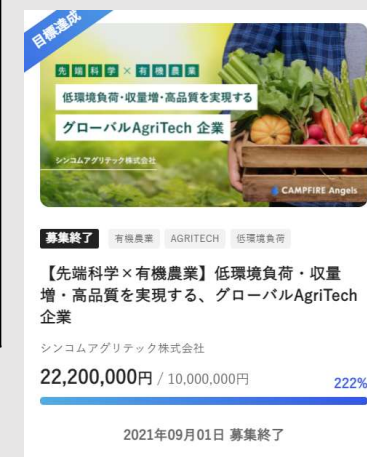 目標達成
先端科学×有機農業
低環境負荷・収量増・高品質を実現する
グローバルAgriTech 企業
シンコムアグリテック株式会社
CAMPFIRE Angels
募集終了 有機農業 AGRITECH 低環境負荷
【先端科学×有機農業】低環境負荷・収量
増・高品質を実現する、グローバルAgriTech
企業
シンコムアグリテック株式会社
22,200,000円 / 10,000,000円 222%
2021年09月01日 募集終了